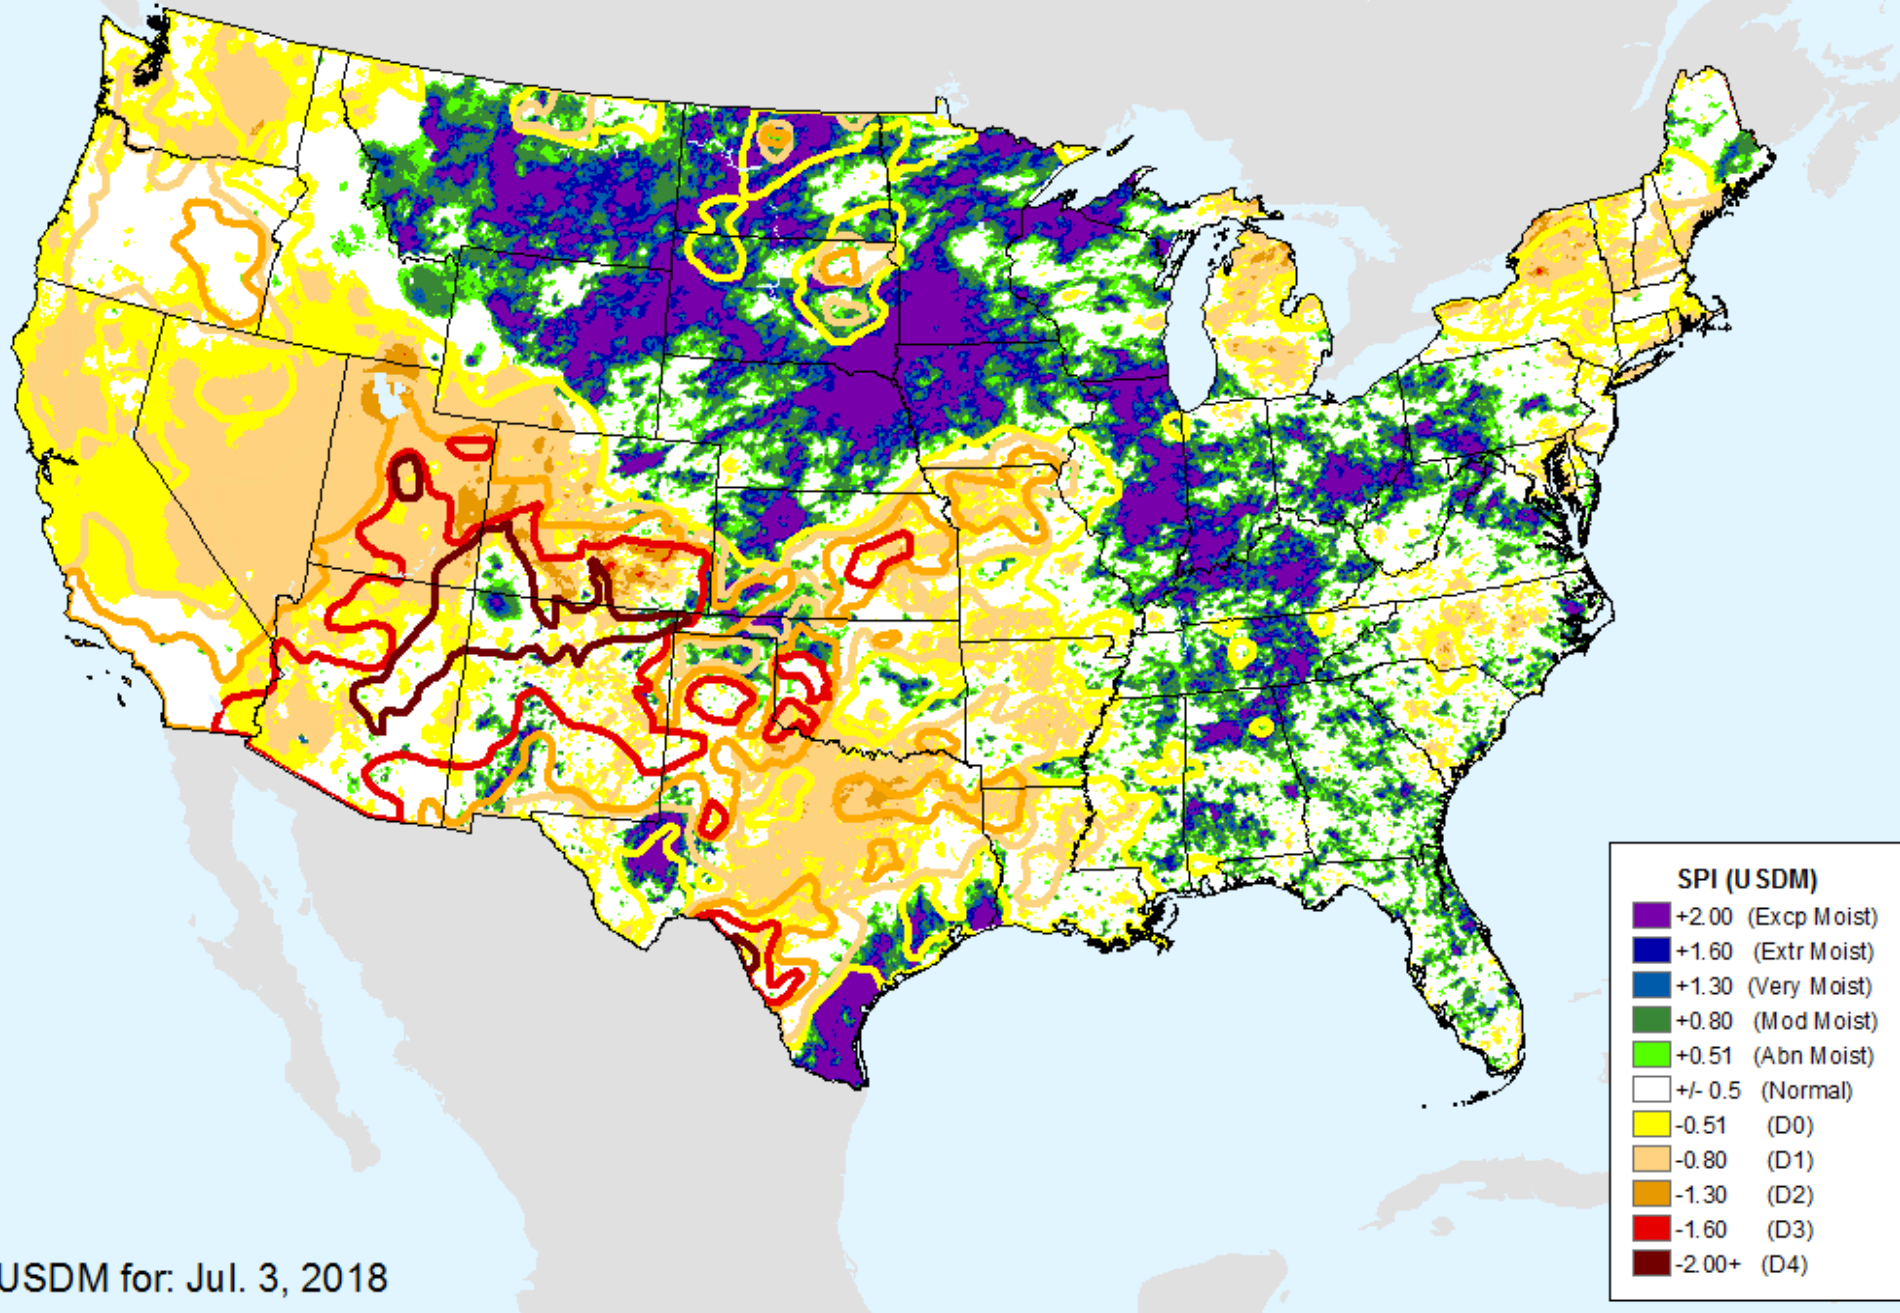 SPI (USDM)
+2.00 (Excp Moist)
+1.60 (Extr Moist)
+1.30 (Very Moist)
+0.80 (Mod Moist)
+0.51 (Abn Moist)
+/- 0.5 (Normal)
-0.51 (D0)
-0.80 (D1)
-1.30 (D2)
-1.60 (D3)
-2.00+ (D4)
USDM for: Jul. 3, 2018